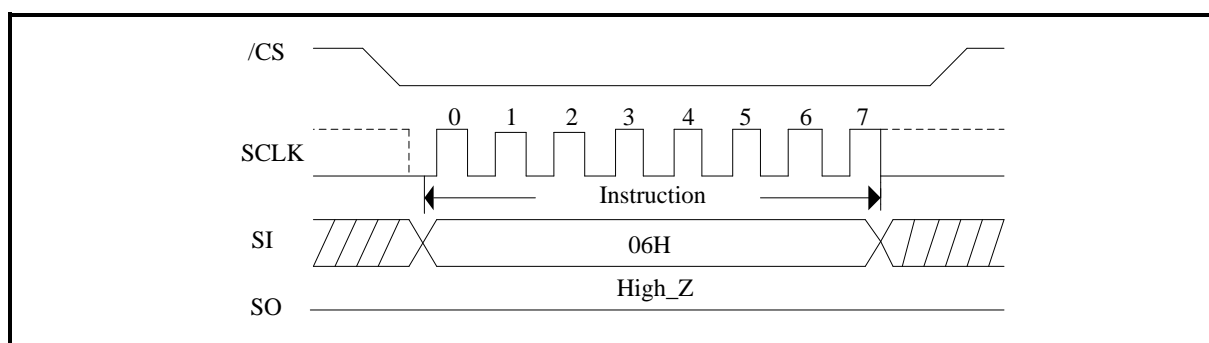 /CS
0 1 2 3 4 5 6 7
SCLK
Instruction
SI
06H
High_Z
SO